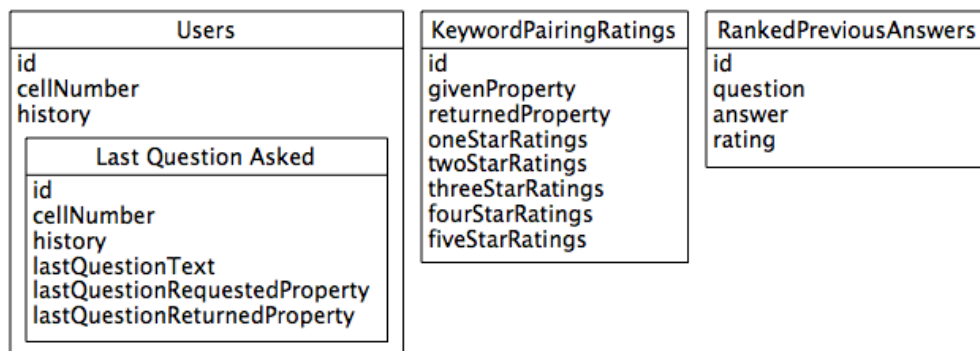 Users
id
cellNumber
history
Last Question Asked
id
cellNumber
history
lastQuestionText
lastQuestionRequestedProperty
lastQuestionReturnedProperty
KeywordPairingRatings
id
givenProperty
returnedProperty
oneStarRatings
twoStarRatings
threeStarRatings
fourStarRatings
fiveStarRatings
RankedPreviousAnswers
id
question
answer
rating